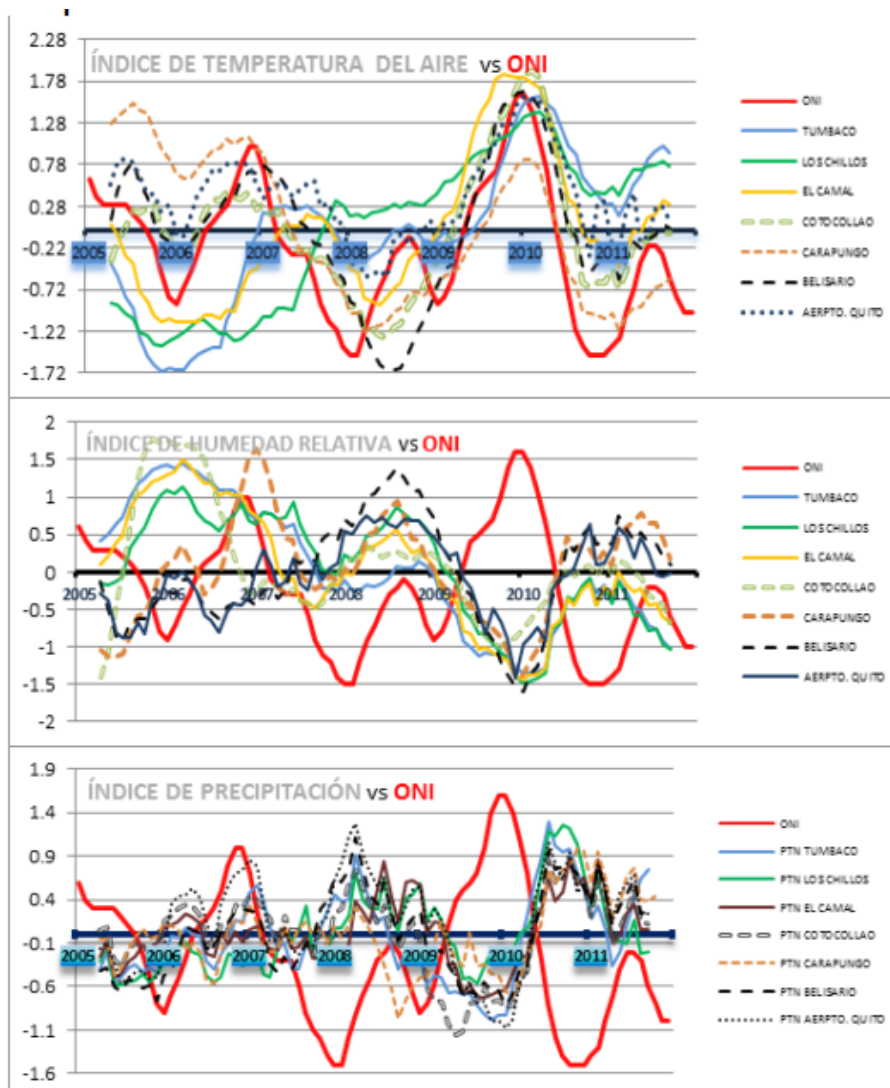 2.28
ÍNDICE DE TEMPERATURA DEL AIRE vs ONI
1.78
1.28
0.78
0.28
-0.22
-0.72
-1.22
-1.72
2005 2006 2007 2008 2009 2010 2011
ONI
TUMBACO
LOS CHILLOS
EL CAMAL
COTOCOLLAO
CARAPUNGO
BELISARIO
AERPTO. QUITO
2
ÍNDICE DE HUMEDAD RELATIVA vs ONI
1.5
1
0.5
0
-0.5
-1
-1.5
-2
2005 2006 2007 2008 2009 2010 2011
ONI
TUMBACO
LOS CHILLOS
EL CAMAL
COTOCOLLAO
CARAPUNGO
BELISARIO
AERPTO. QUITO
1.9
ÍNDICE DE PRECIPITACIÓN vs ONI
1.4
0.9
0.4
-0.1
-0.6
-1.1
-1.6
2005 2006 2007 2008 2009 2010 2011
ONI
PTN TUMBACO
PTN LOS CHILLOS
PTN EL CAMAL
PTN COTOCOLLAO
PTN CARAPUNGO
PTN BELISARIO
PTN AERPTO. QUITO